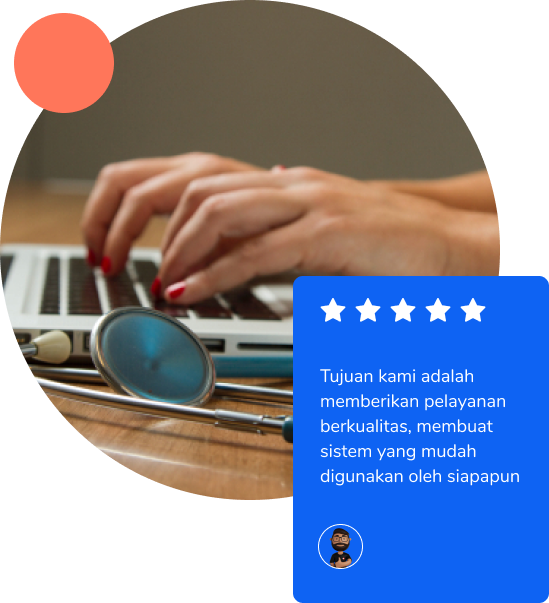 Tujuan kami adalah
memberikan pelayanan
berkualitas, membuat
sistem yang mudah
digunakan oleh siapapun